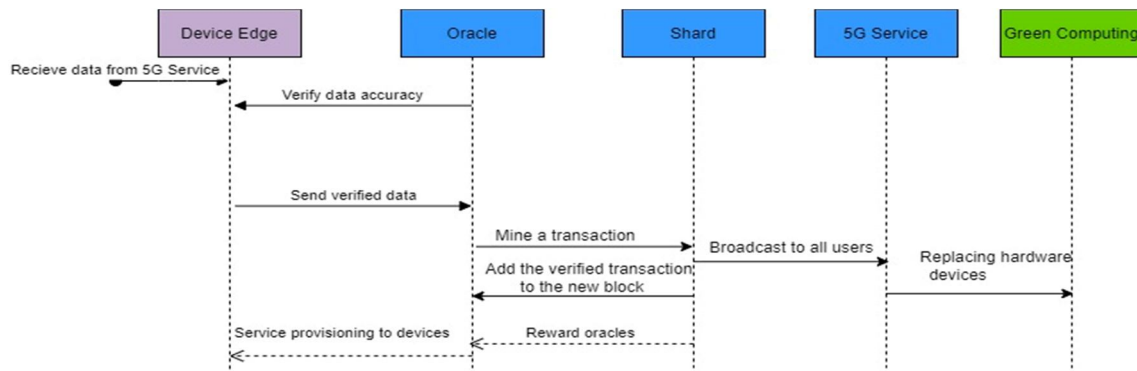 Device Edge
Oracle
Shard
5G Service
Green Computing
Recieve data from 5G Service
Verify data accuracy
Send verified data
Mine a transaction
Broadcast to all users
Replacing hardware
devices
Add the verified transaction
to the new block
Service provisioning to devices
Reward oracles